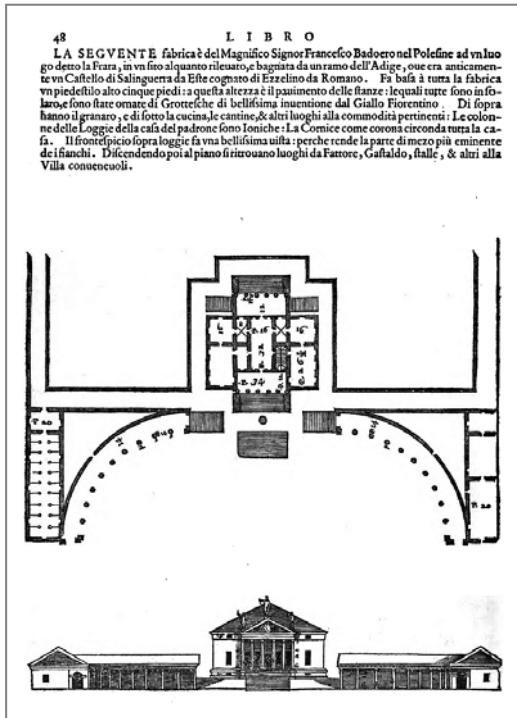 48 LIBRO
LA SEGVENTE fabrica è del Magnifico Signor Francesco Badoero nel Polesine ad vn luo
go detto la Frata, in vn sito alquanto rileuato, e bagnata da un ramo dell'Adige, oue era anticamen-
te vn Castello di Salinguerra da Este cognato di Ezzelino da Romano. Fa basa à tutta la fabrica
vn piedestilo alto cinque piedi: a questa altezza è il pauimento delle stanze: lequali tutte sono in so-
laro, e sono state ornate di Grottesche di bellissima inuentione dal Giallo Fiorentino. Di sopra
hanno il granaro, e di sotto la cucina, le cantine, & altri luoghi alla commodità pertinenti: Le colon-
ne delle Loggie della casa del padrone sono Ioniche: La Cornice come corona circonda tutta la ca-
sa. Il frontespicio sopra loggie fa vna bellissima uista: perche rende la parte di mezo più eminente
de i fianchi. Discendendo poi al piano si ritrouano luoghi da Fattore, Gastaldo, stalle, & altri alla
Villa conueneuoli.
12
P. 16
16
P. 32
P. 34
P. 20
P. 20